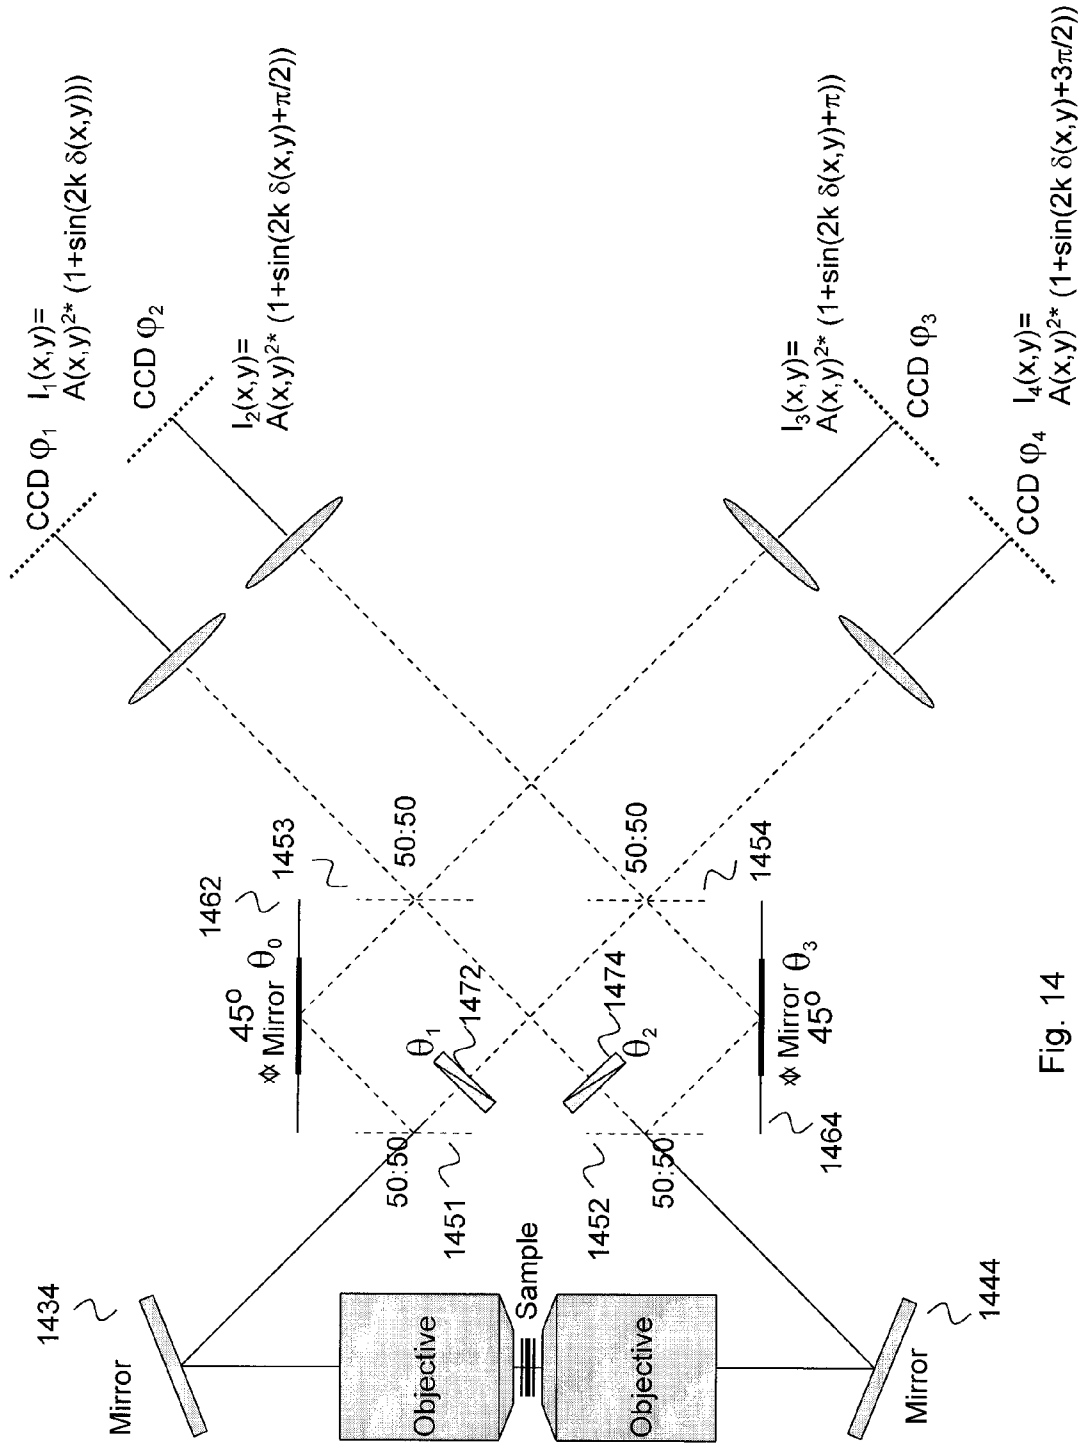 CCD φ1
I1(x,y)=
A(x,y)2* (1+sin(2k δ(x,y)))
CCD φ2
I2(x,y)=
A(x,y)2* (1+sin(2k δ(x,y)+π/2))
I3(x,y)=
A(x,y)2* (1+sin(2k δ(x,y)+π))
CCD φ3
I4(x,y)=
A(x,y)2* (1+sin(2k δ(x,y)+3π/2))
CCD φ4
1434
Mirror
Objective
Sample
Objective
Mirror
1444
50:50
1451
1452
50:50
45°
Φ Mirror θ0
1462
1453
50:50
θ1
1472
1474
θ2
50:50
1454
Φ Mirror θ3
45°
1464
Fig. 14